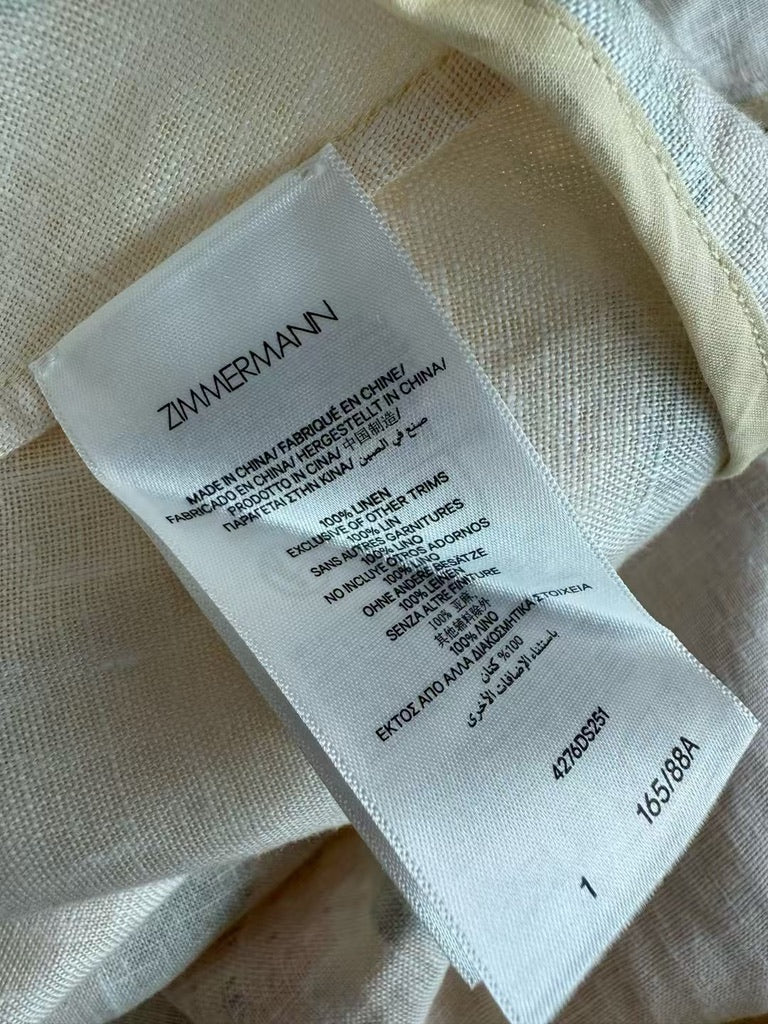 ZIMMERMANN
MADE IN CHINA/ FABRIQUÉ EN CHINE/
FABRICADO EN CHINA/ HERGESTELLT IN CHINA/
PRODOTTO IN CINA/ 中国制造/
ΠΑΡΑΓΕΤΑΙ ΣΤΗΝ ΚΙΝΑ/ صنع في الصين
100% LINEN
EXCLUSIVE OF OTHER TRIMS
100% LIN
SANS AUTRES GARNITURES
100% LINO
NO INCLUYE OTROS ADORNOS
100% LINO
OHNE ANDERE BESÄTZE
100% LEINEN
SENZA ALTRE FINITURE
100% 亚麻
其他辅料除外
100% ΛΙΝΟ
ΕΚΤΟΣ ΑΠΟ ΑΛΛΑ ΔΙΑΚΟΣΜΗΤΙΚΑ ΣΤΟΙΧΕΙΑ
100% كتان
باستثناء الإضافات الأخرى
4276DS251
165/88A
1